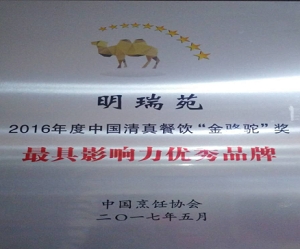 明瑞苑
2016年度中国清真餐饮“金骆驼”奖
最具影响力优秀品牌
中国烹饪协会
二〇一七年五月